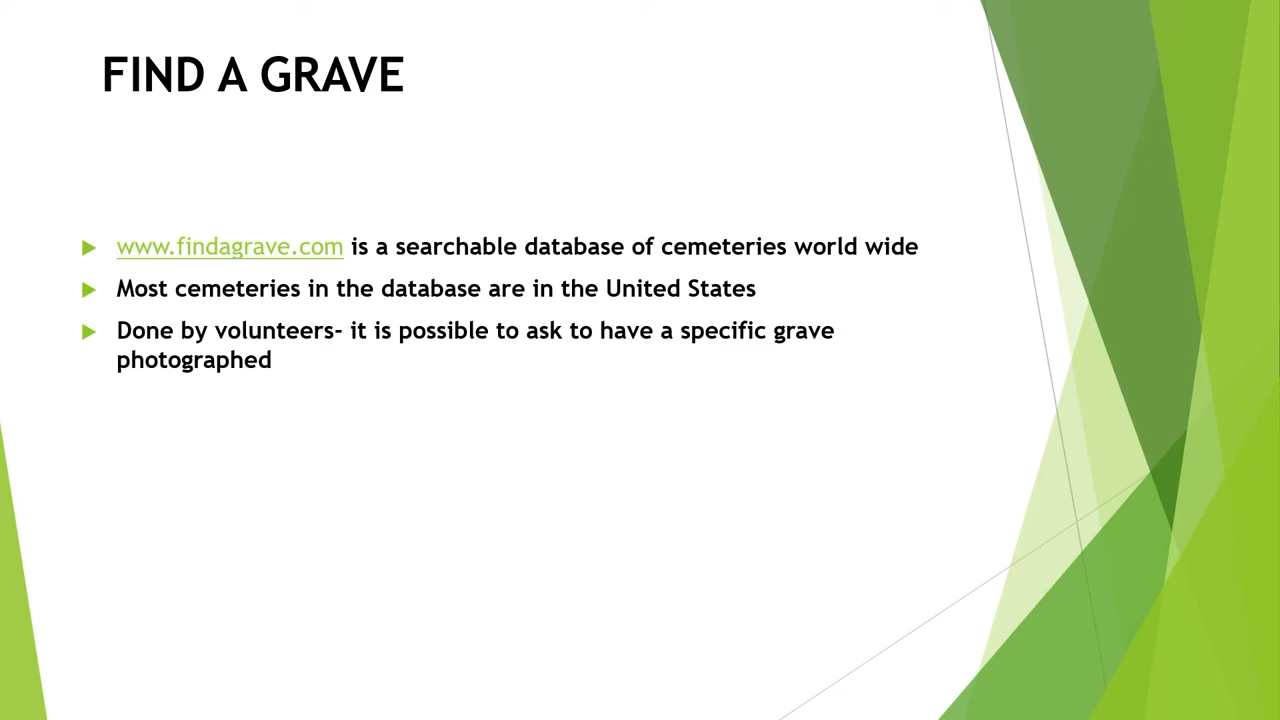 FIND A GRAVE
www.findagrave.com is a searchable database of cemeteries world wide
Most cemeteries in the database are in the United States
Done by volunteers- it is possible to ask to have a specific grave
photographed